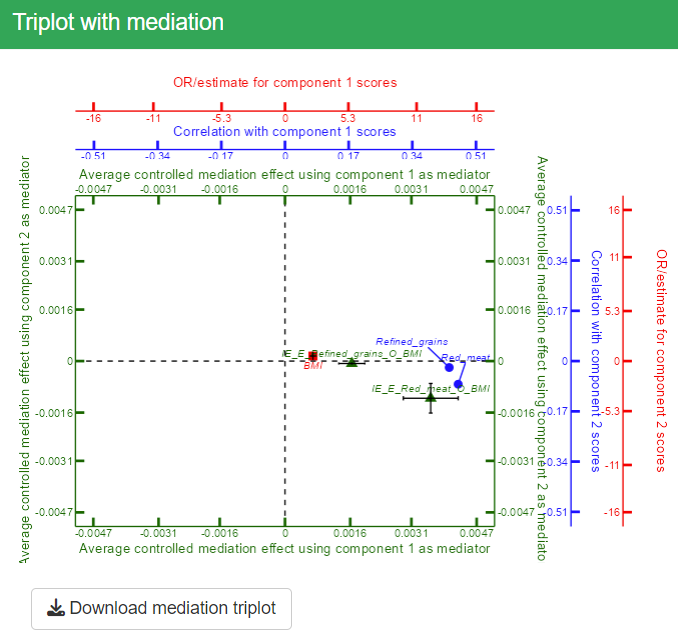 Triplot with mediation
OR/estimate for component 1 scores
-16 -11 -5.3 0 5.3 11 16
Correlation with component 1 scores
-0.51 -0.34 -0.17 0 0.17 0.34 0.51
Average controlled mediation effect using component 1 as mediator
-0.0047 -0.0031 -0.0016 0 0.0016 0.0031 0.0047
Average controlled mediation effect using component 2 as mediator
0.0047
0.0031
0.0016
0
-0.0016
-0.0031
-0.0047
Refined_grains
IE_E_Refined_grains_O_BMI
Red_meat
BMI
IE_E_Red_meat_O_BMI
0.0047
0.0031
0.0016
0
-0.0016
-0.0031
-0.0047
Average controlled mediation effect using component 2 as mediato
0.51
0.34
0.17
0
-0.17
-0.34
-0.51
Correlation with component 2 scores
16
11
5.3
0
-5.3
-11
-16
OR/estimate for component 2 scores
-0.0047 -0.0031 -0.0016 0 0.0016 0.0031 0.0047
Average controlled mediation effect using component 1 as mediator
Download mediation triplot